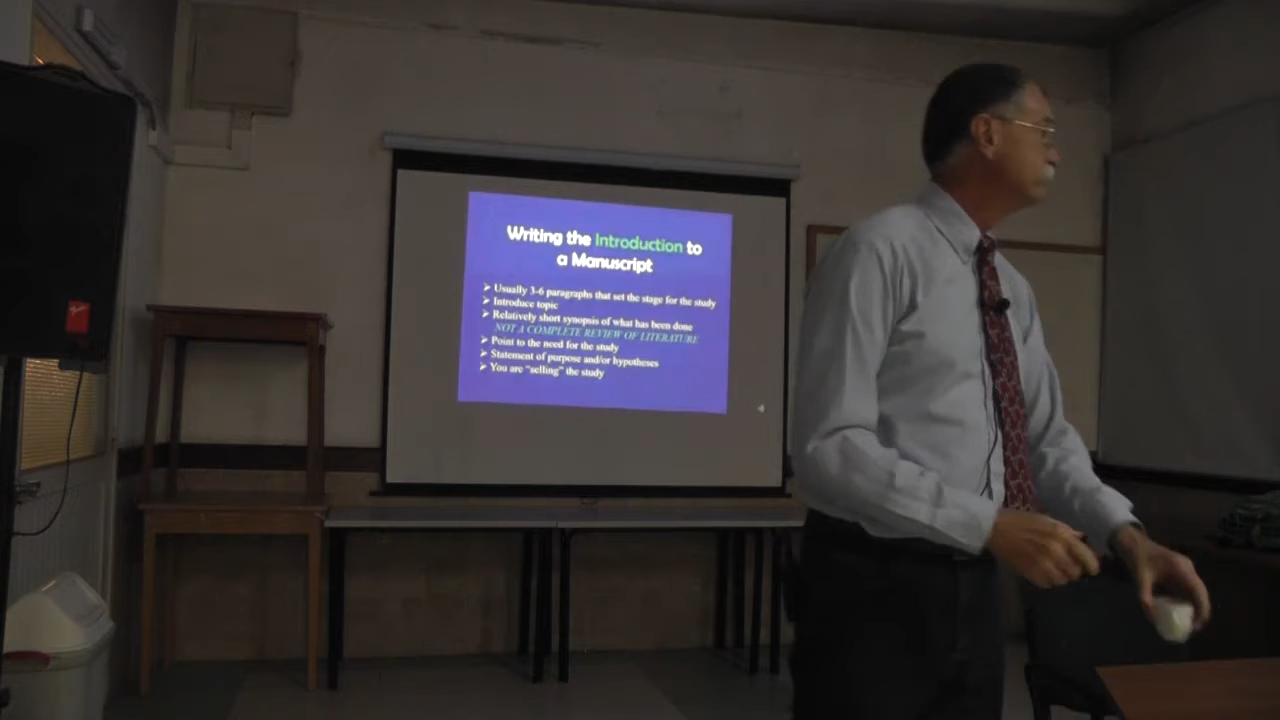 Writing the Introduction to
a Manuscript
➢ Usually 3-6 paragraphs that set the stage for the study
➢ Introduce topic
➢ Relatively short synopsis of what has been done
NOT A COMPLETE REVIEW OF LITERATURE
➢ Point to the need for the study
➢ Statement of purpose and/or hypotheses
➢ You are “selling” the study